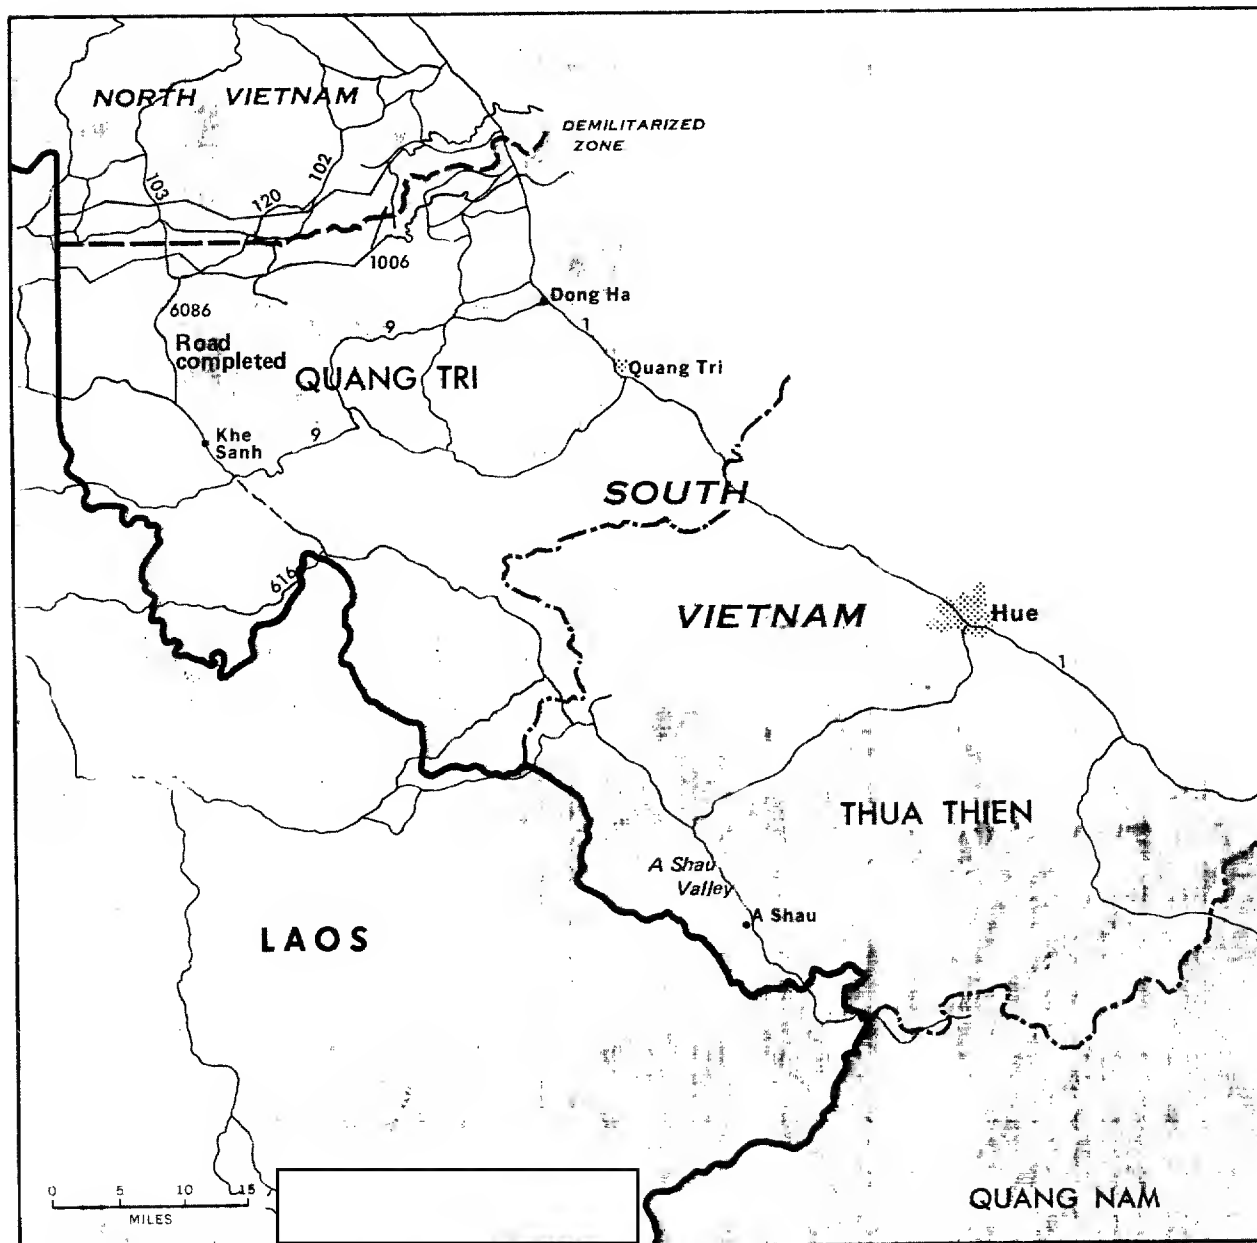 NORTH VIETNAM
DEMILITARIZED
ZONE
103
120
102
1006
6086
Road
completed
Dong Ha
1
9
QUANG TRI
Quang Tri
Khe
Sanh
9
SOUTH
616
VIETNAM
Hue
1
THUA THIEN
A Shau
Valley
A Shau
LAOS
0 5 10 15
MILES
QUANG NAM